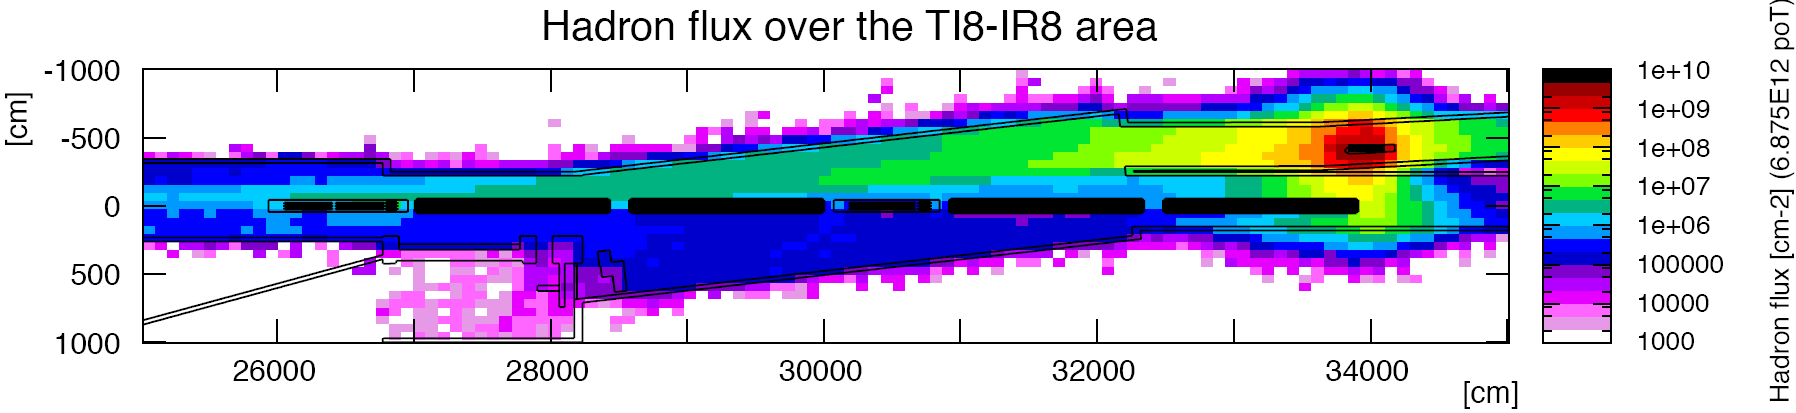 Hadron flux over the TI8-IR8 area
[cm]
-1000
-500
0
500
1000
26000
28000
30000
32000
34000
[cm]
1e+10
1e+09
1e+08
1e+07
1e+06
100000
10000
1000
Hadron flux [cm-2] (6.875E12 poT)